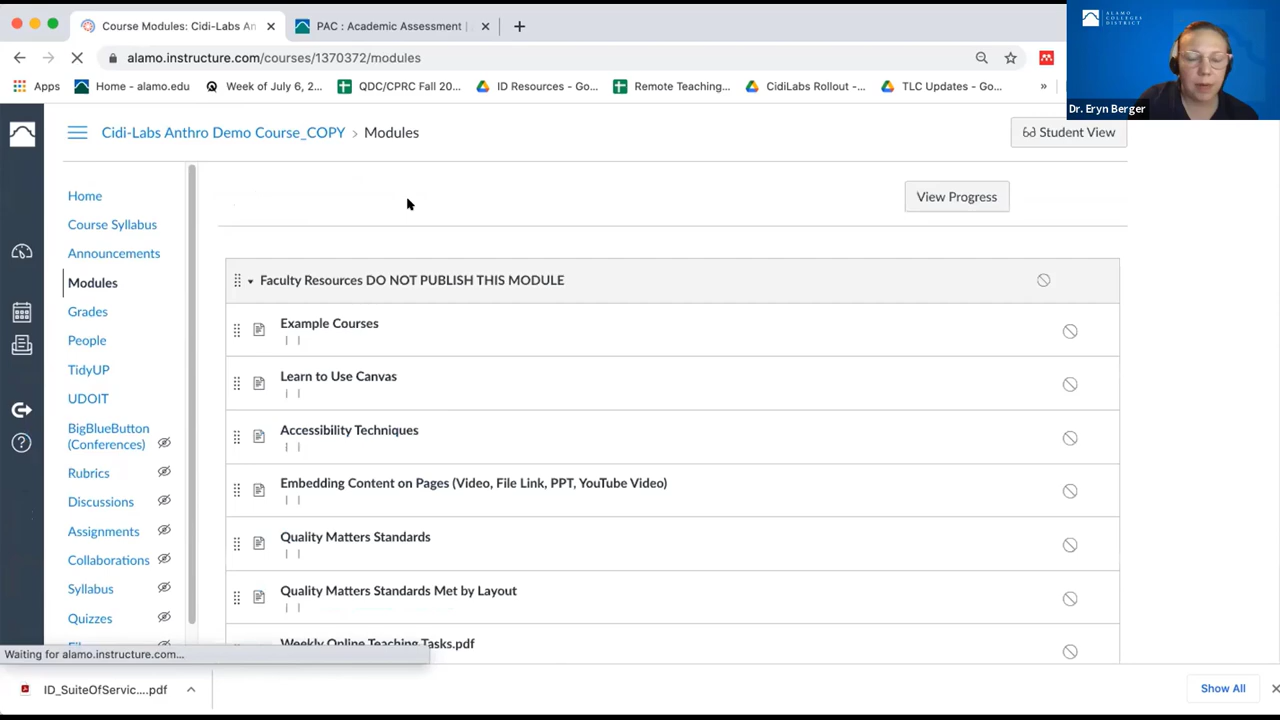 Course Modules: Cidi-Labs An
PAC : Academic Assessment |
alamo.instructure.com/courses/1370372/modules
Apps
Home - alamo.edu
Week of July 6, 2...
QDC/CPRC Fall 20...
ID Resources - Go...
Remote Teaching...
CidiLabs Rollout -...
TLC Updates - Go...
»
ALAMO
COLLEGES
DISTRICT
Dr. Eryn Berger
Cidi-Labs Anthro Demo Course_COPY > Modules
Student View
Home
Course Syllabus
Announcements
Modules
Grades
People
TidyUP
UDOIT
BigBlueButton
(Conferences)
Rubrics
Discussions
Assignments
Collaborations
Syllabus
Quizzes
View Progress
Faculty Resources DO NOT PUBLISH THIS MODULE
Example Courses
| |
Learn to Use Canvas
| |
Accessibility Techniques
| |
Embedding Content on Pages (Video, File Link, PPT, YouTube Video)
| |
Quality Matters Standards
| |
Quality Matters Standards Met by Layout
| |
Weekly Online Teaching Tasks.pdf
Waiting for alamo.instructure.com...
ID_SuiteOfServic....pdf
Show All